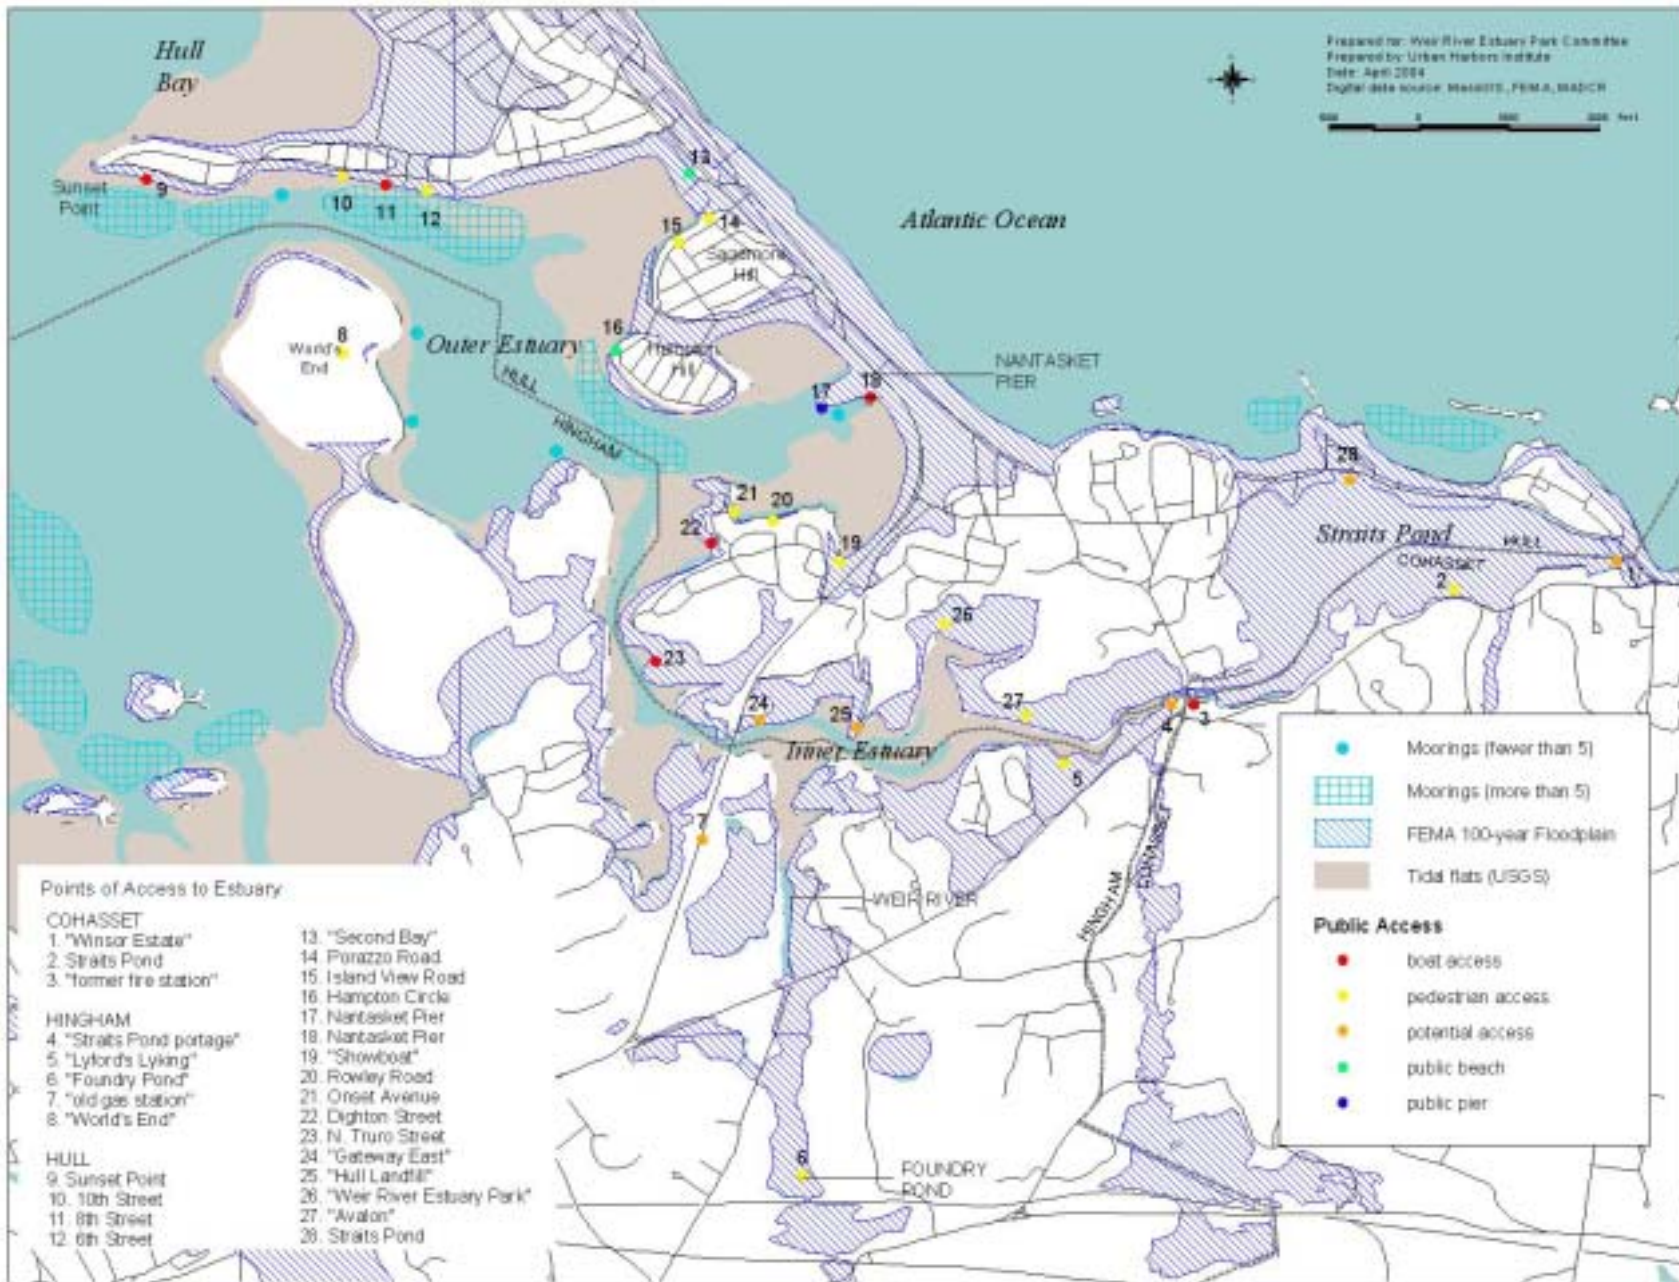 Hull
Bay
Prepared for: Weir River Estuary Park Committee
Prepared by: Urban Harbors Institute
Date: April 2004
Digital data source: MassGIS, FEMA, MADCR
feet
Sunset
Point
9
10
11
12
13
14
15
Sagamore
Hill
Atlantic Ocean
8
World's
End
Outer Estuary
16
Hampton
Hill
HULL
HINGHAM
17
18
NANTASKET
PIER
21
20
22
19
28
Straits Pond
HULL
COHASSET
2
1
26
23
24
25
27
4
3
Inner Estuary
5
7
WEIR RIVER
HINGHAM
COHASSET
6
FOUNDRY
POND
Moorings (fewer than 5)
Moorings (more than 5)
FEMA 100-year Floodplain
Tidal flats (USGS)
Public Access
boat access
pedestrian access
potential access
public beach
public pier
Points of Access to Estuary
COHASSET
1. "Winsor Estate"
2. Straits Pond
3. "former fire station"
HINGHAM
4. "Straits Pond portage"
5. "Lyford's Lyking"
6. "Foundry Pond"
7. "old gas station"
8. "World's End"
HULL
9. Sunset Point
10. 10th Street
11. 8th Street
12. 6th Street
13. "Second Bay"
14. Porazzo Road
15. Island View Road
16. Hampton Circle
17. Nantasket Pier
18. Nantasket Pier
19. "Showboat"
20. Rowley Road
21. Onset Avenue
22. Dighton Street
23. N. Truro Street
24. "Gateway East"
25. "Hull Landfill"
26. "Weir River Estuary Park"
27. "Avalon"
28. Straits Pond